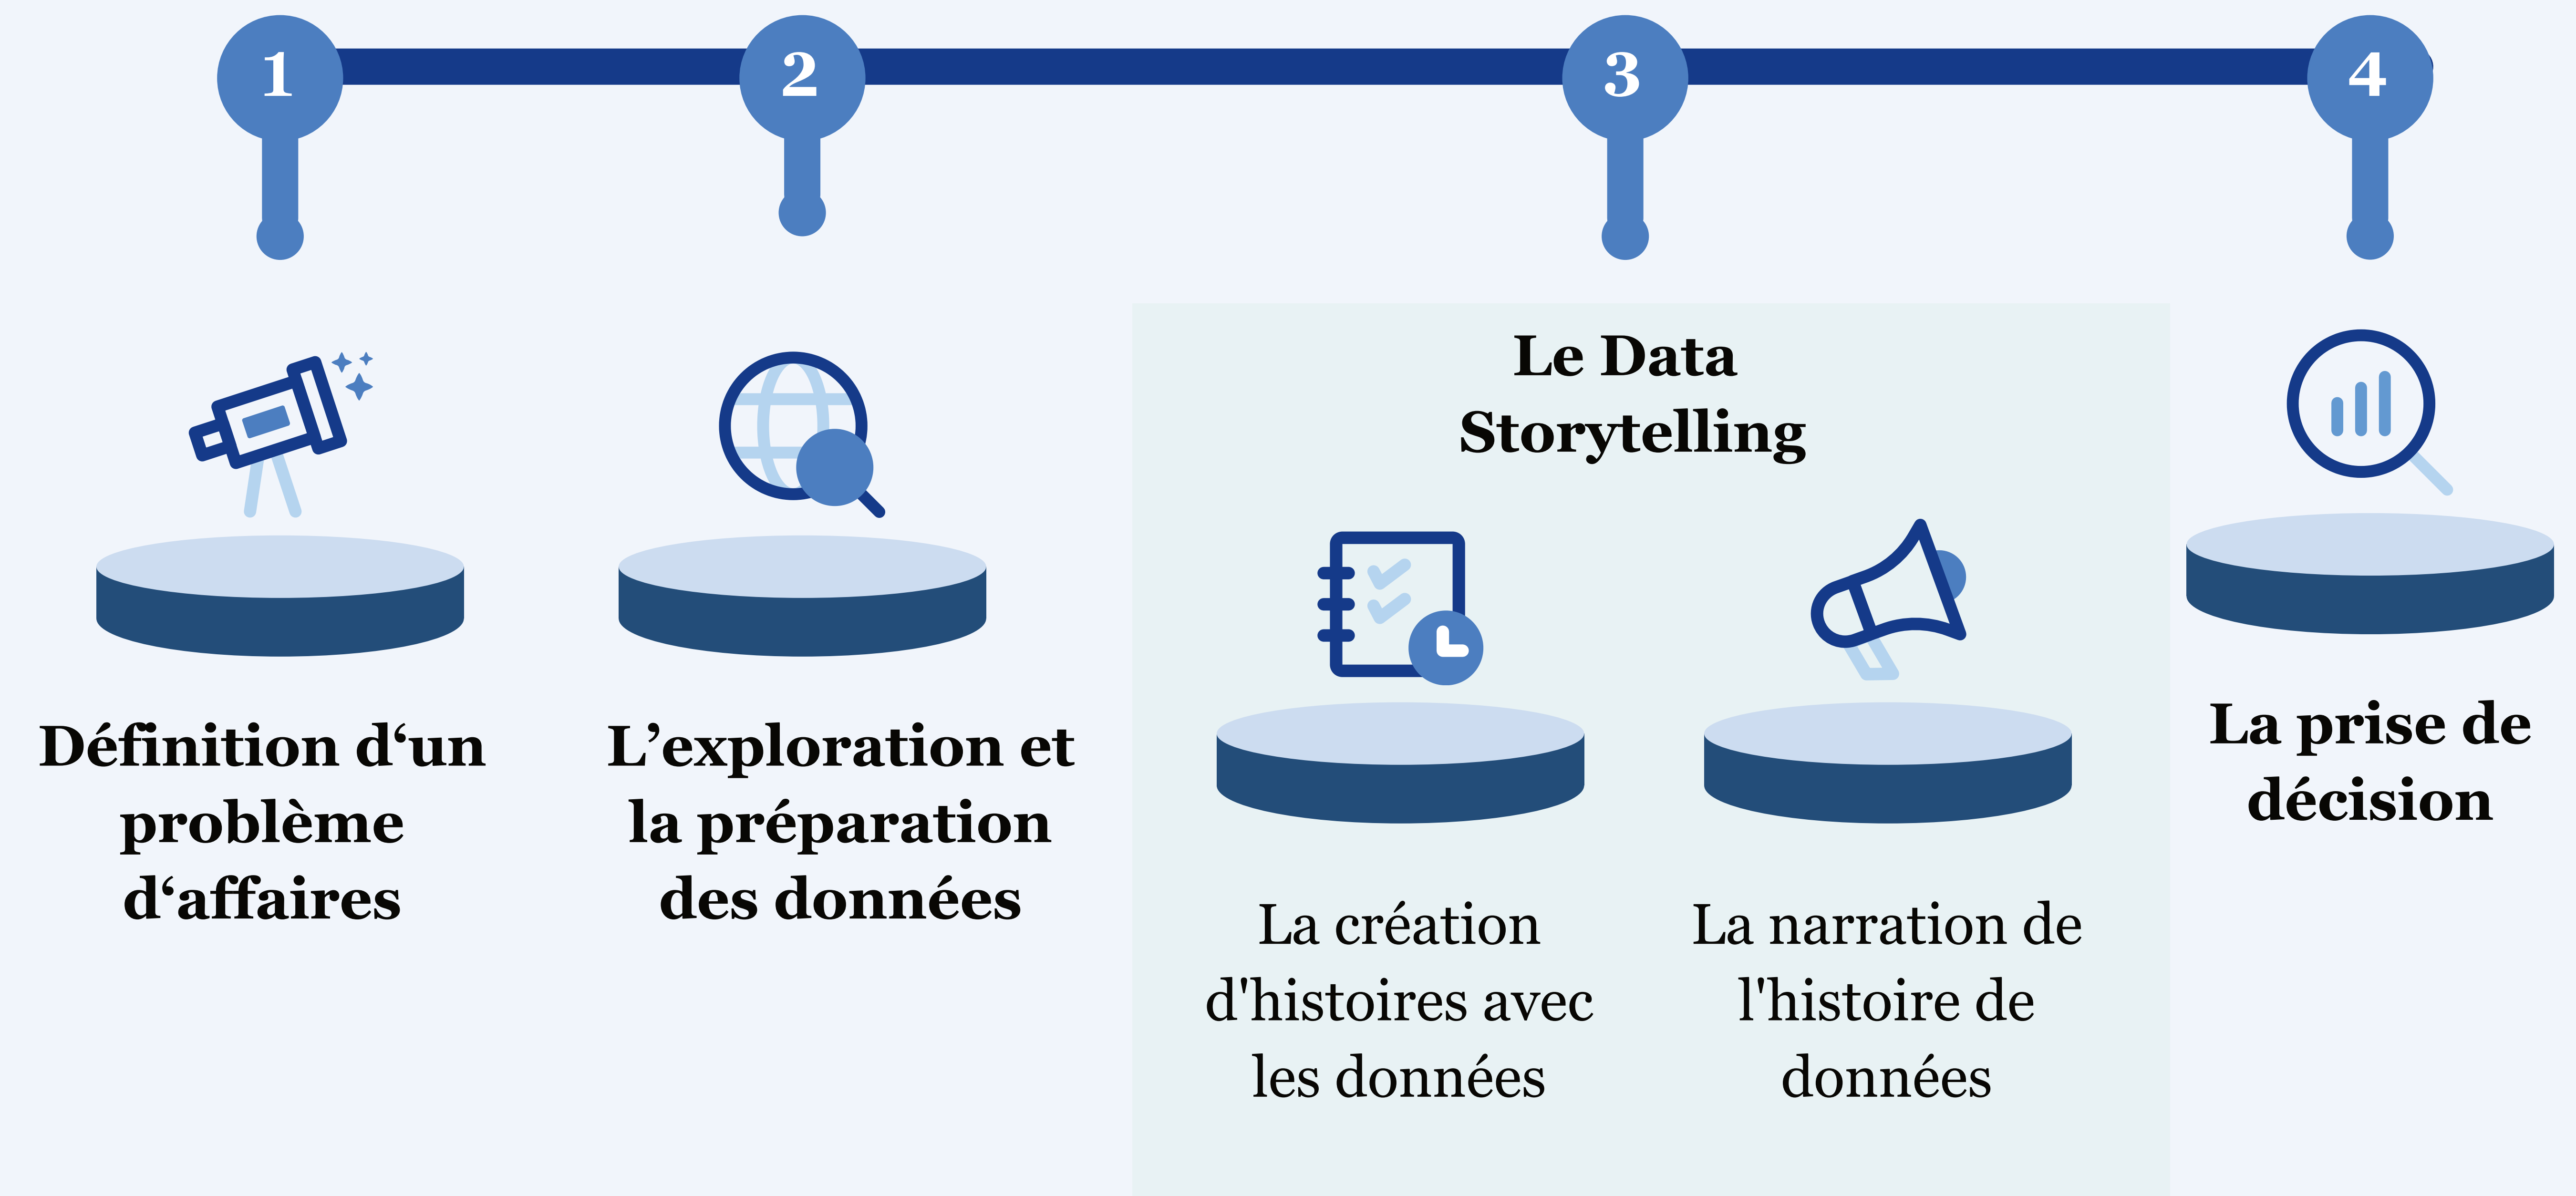 1
2
3
4
Définition d‘un
problème
d‘affaires
L’exploration et
la préparation
des données
Le Data
Storytelling
La création
d'histoires avec
les données
La narration de
l'histoire de
données
La prise de
décision